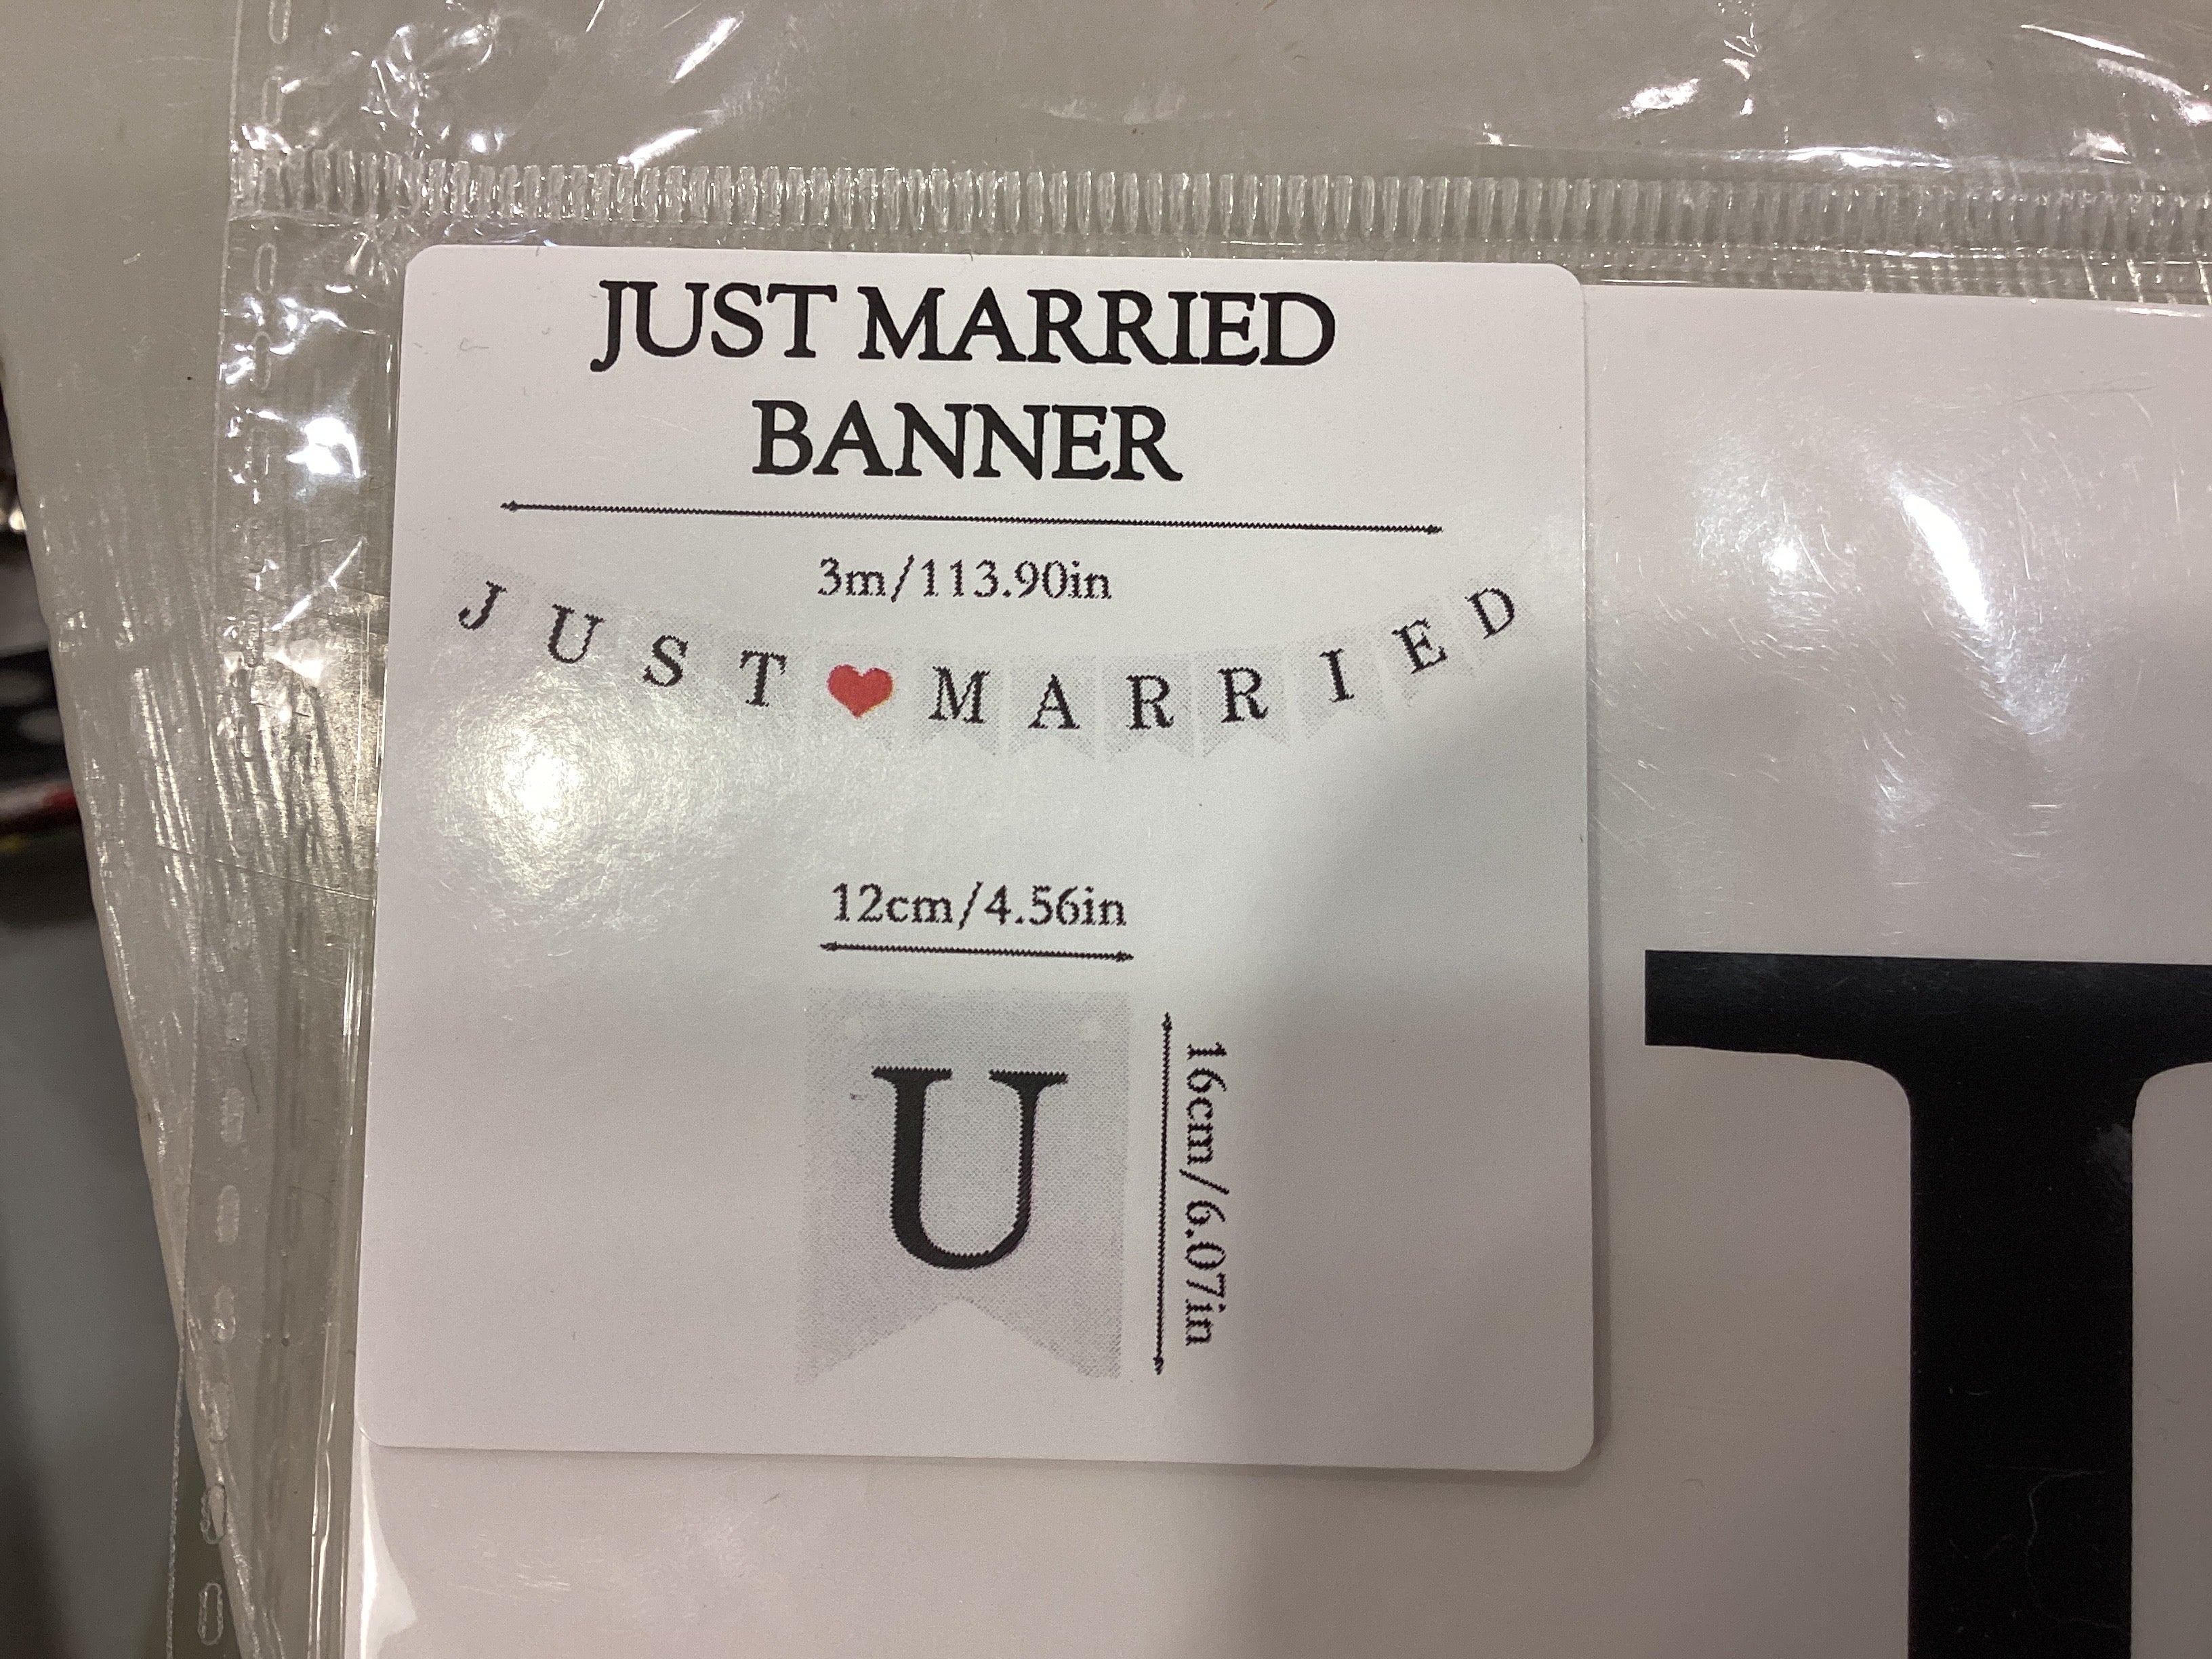 JUST MARRIED
BANNER
3m/113.90in
JUST❤MARRIED
12cm/4.56in
U
16cm/6.07in